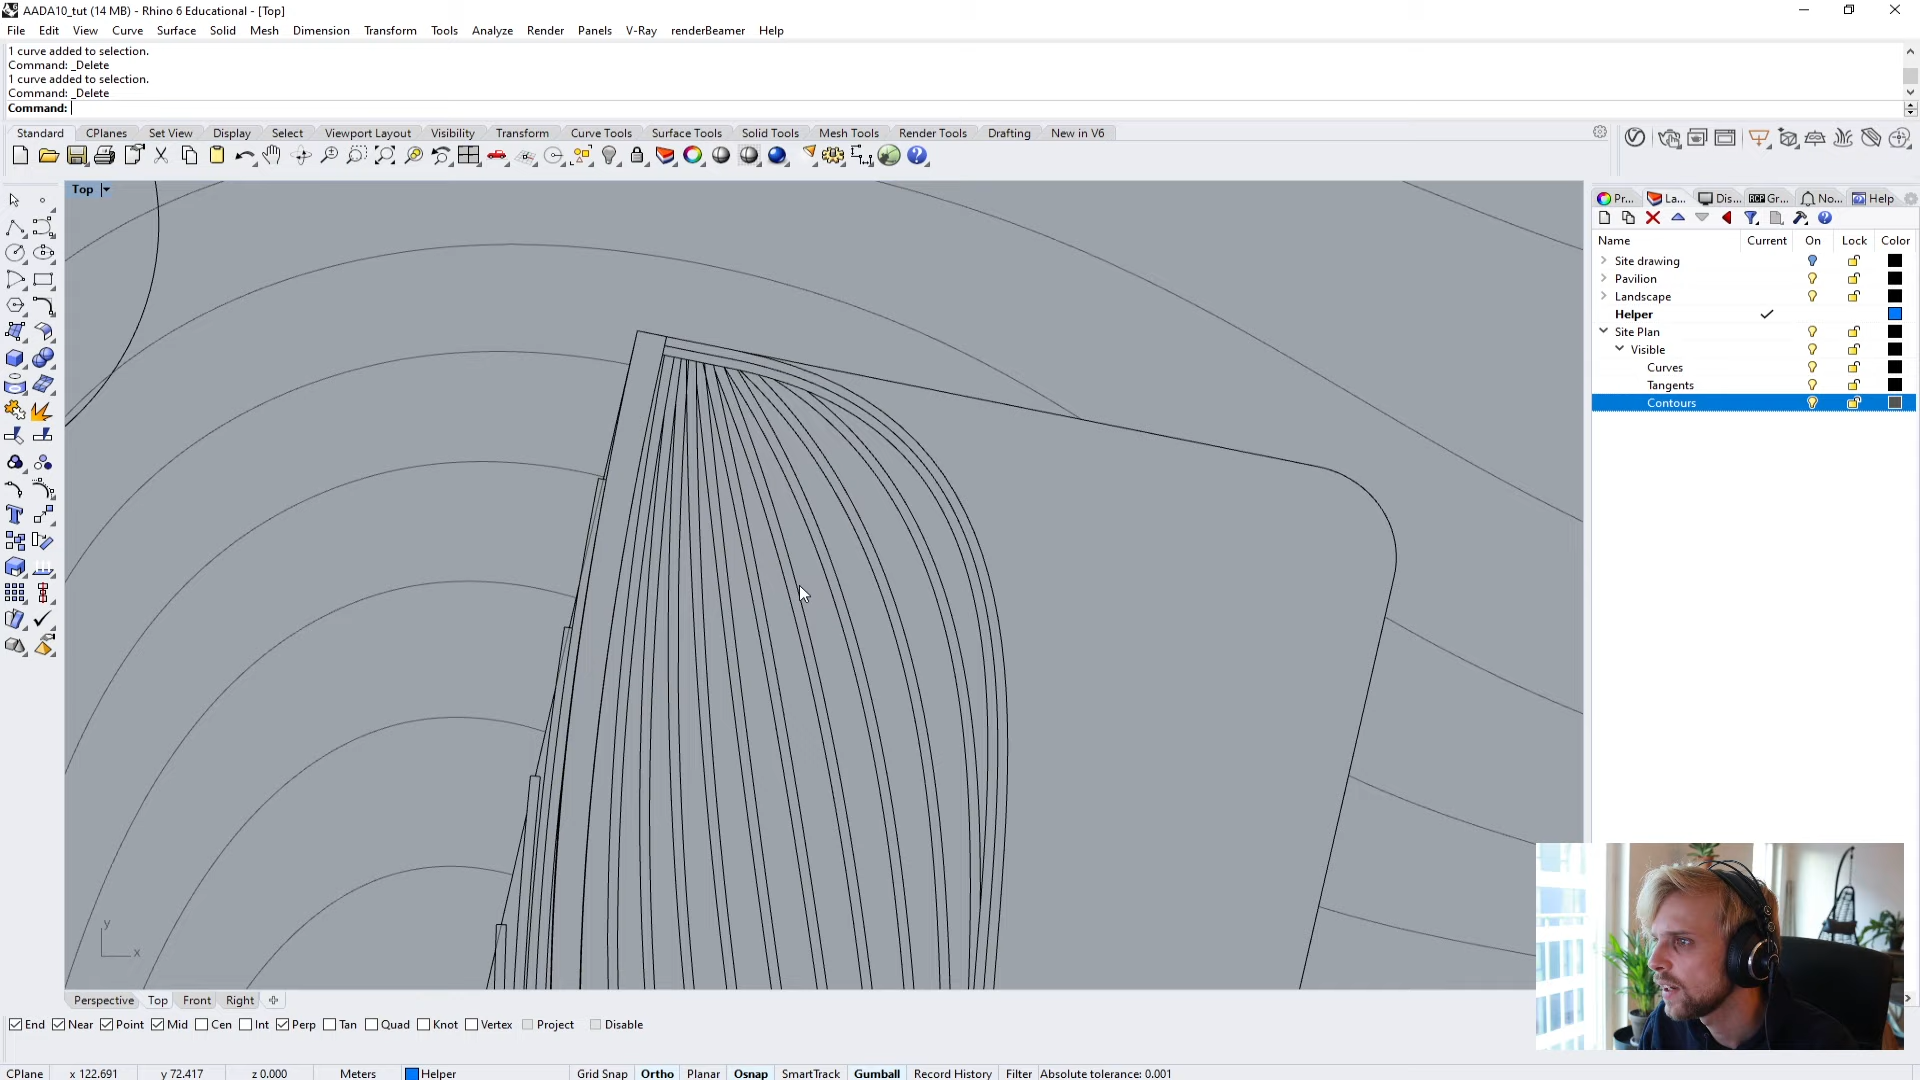 AADA10_tut (14 MB) - Rhino 6 Educational - [Top]
File Edit View Curve Surface Solid Mesh Dimension Transform Tools Analyze Render Panels V-Ray renderBeamer Help
1 curve added to selection.
Command: _Delete
1 curve added to selection.
Command: _Delete
Command:
Standard CPlanes Set View Display Select Viewport Layout Visibility Transform Curve Tools Surface Tools Solid Tools Mesh Tools Render Tools Drafting New in V6
Top
Pr... La... Dis... Gr... No... Help
Name Current On Lock Color
Site drawing
Pavilion
Landscape
Helper
Site Plan
Visible
Curves
Tangents
Contours
y
x
Perspective Top Front Right
End Near Point Mid Cen Int Perp Tan Quad Knot Vertex Project Disable
CPlane x 122.691 y 72.417 z 0.000 Meters Helper Grid Snap Ortho Planar Osnap SmartTrack Gumball Record History Filter Absolute tolerance: 0.001